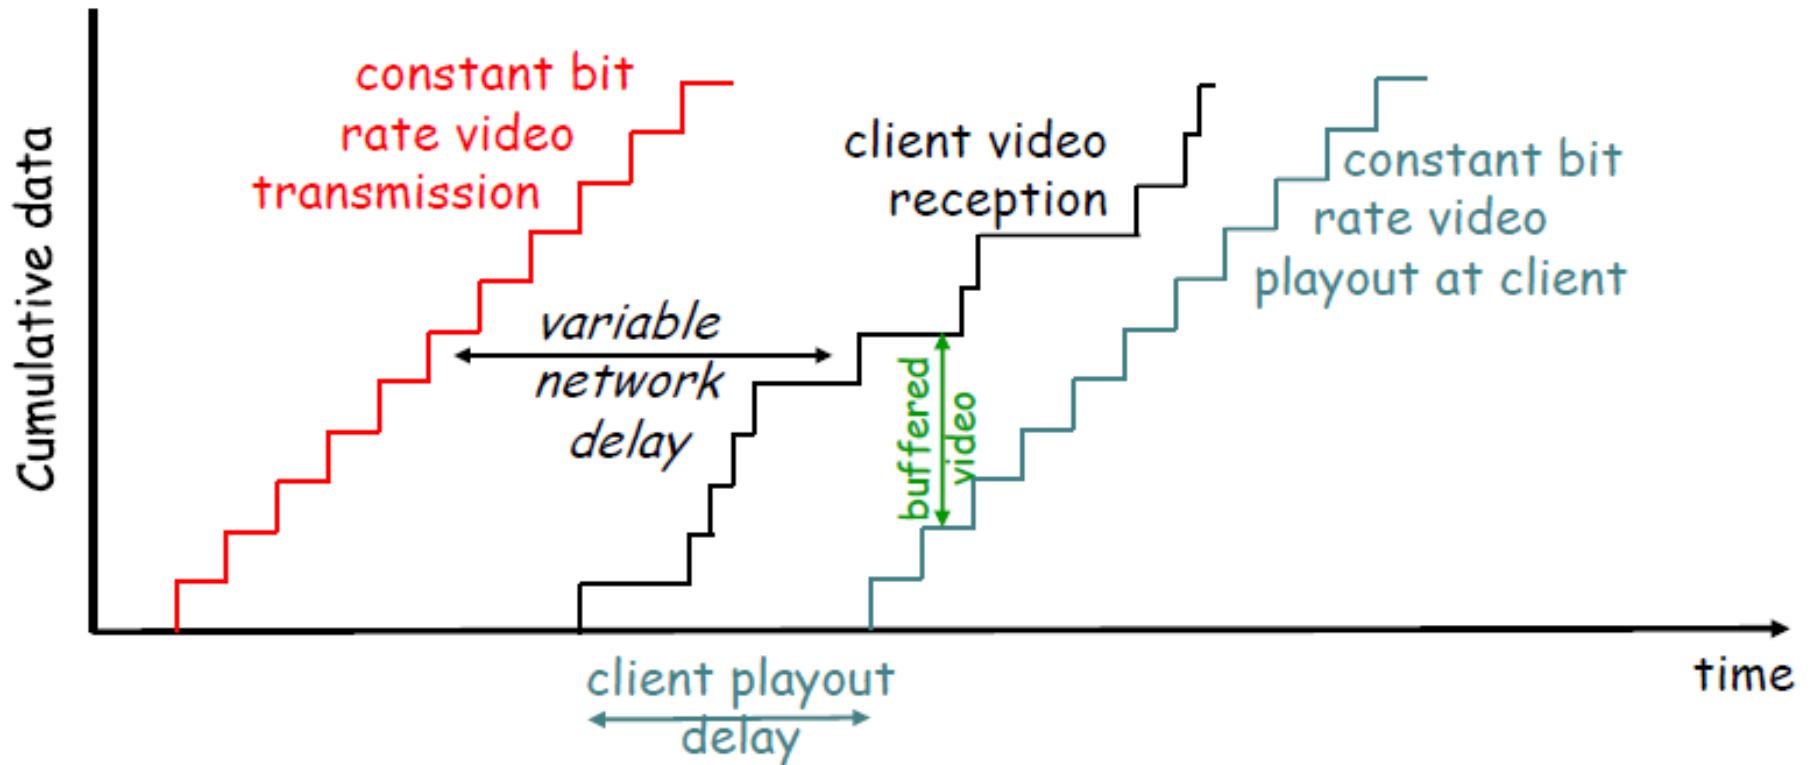 constant bit
rate video
transmission
client video
reception
constant bit
rate video
playout at client
Cumulative data
variable
network
delay
buffered
video
time
client playout
delay